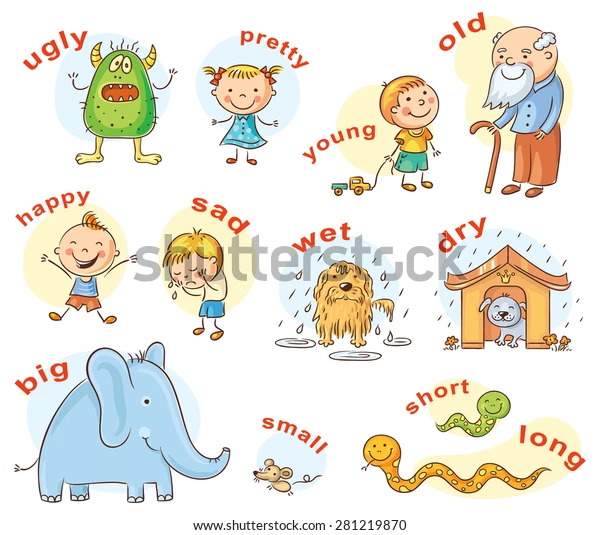 ugly
pretty
young
old
happy
sad
wet
dry
big
small
short
long
shutterstock
www.shutterstock.com · 281219870